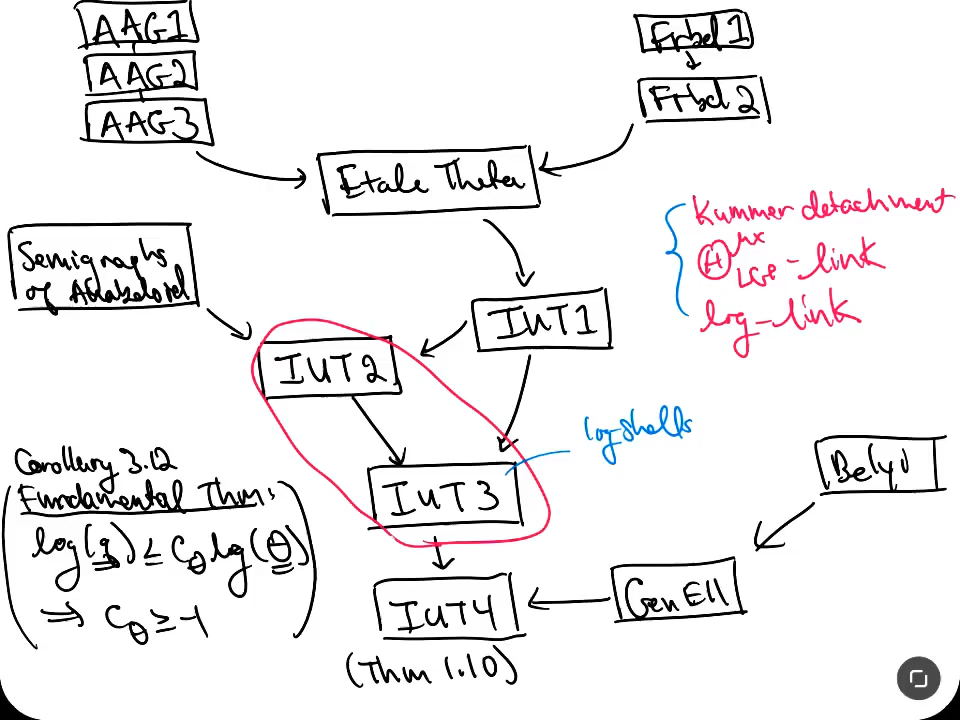 AAG1
AAG2
AAG3
Frbd 1
Frbd 2
Etale Theta
Kummer detachment
Θ^μx_LGP - link
log-link
Semigraphs
of Anabelioid
IUT1
IUT2
log-shells
IUT3
Corollary 3.12
Fundamental Thm:
log(q) ≤ C_Θ log(Θ)
⇒ C_Θ ≥ -1
Belyi
GenEll
IUT4
(Thm 1.10)